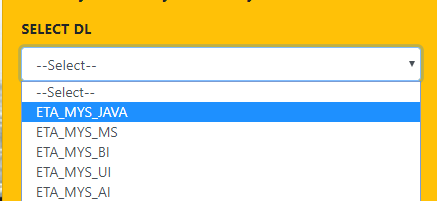 SELECT DL
--Select--
--Select--
ETA_MYS_JAVA
ETA_MYS_MS
ETA_MYS_BI
ETA_MYS_UI
ETA_MYS_AI